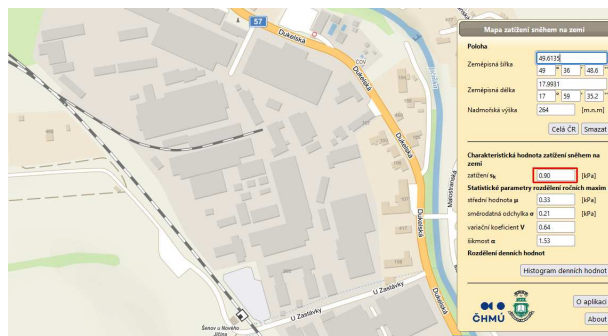 57
Dukelská
Dukelská
ČOV
Dukelská
Malostranská
U Zastávky
U Zastávky
Šenov u Nového
Jičína
Mapa zatížení sněhem na zemi
Poloha
Zeměpisná šířka
49.6135
49 ° 36 ' 48.6 "
Zeměpisná délka
17.9931
17 ° 59 ' 35.2 "
Nadmořská výška 264 [m.n.m]
Celá ČR Smazat
Charakteristická hodnota zatížení sněhem na
zemi
zatížení sk 0.90 [kPa]
Statistické parametry rozdělení ročních maxim
střední hodnota μ 0.33 [kPa]
směrodatná odchylka σ 0.21 [kPa]
variační koeficient V 0.64
šikmost α 1.53
Rozdělení denních hodnot
Histogram denních hodnot
ČHMÚ
O aplikaci
About